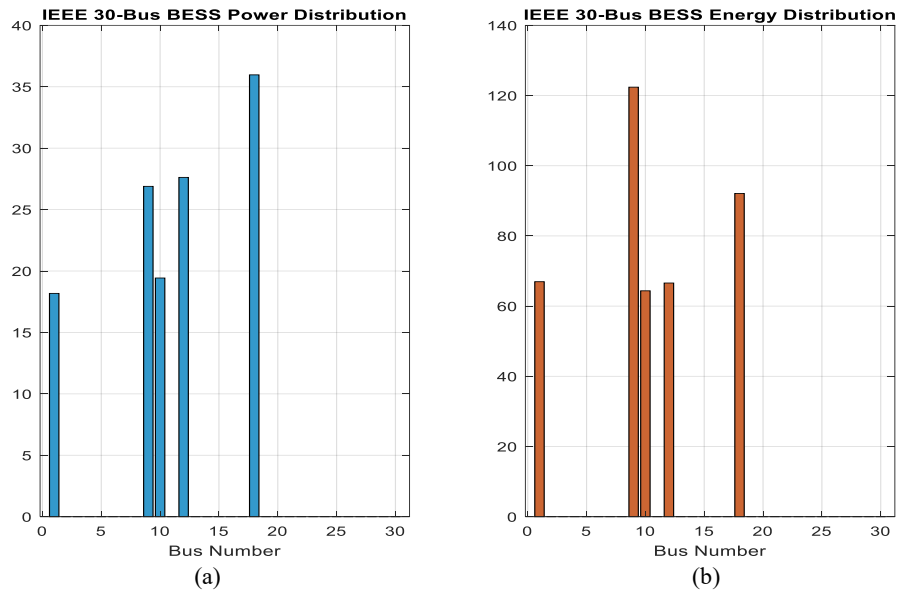 IEEE 30-Bus BESS Power Distribution
40
35
30
25
20
15
10
5
0
0 5 10 15 20 25 30
Bus Number
(a)
IEEE 30-Bus BESS Energy Distribution
140
120
100
80
60
40
20
0
0 5 10 15 20 25 30
Bus Number
(b)